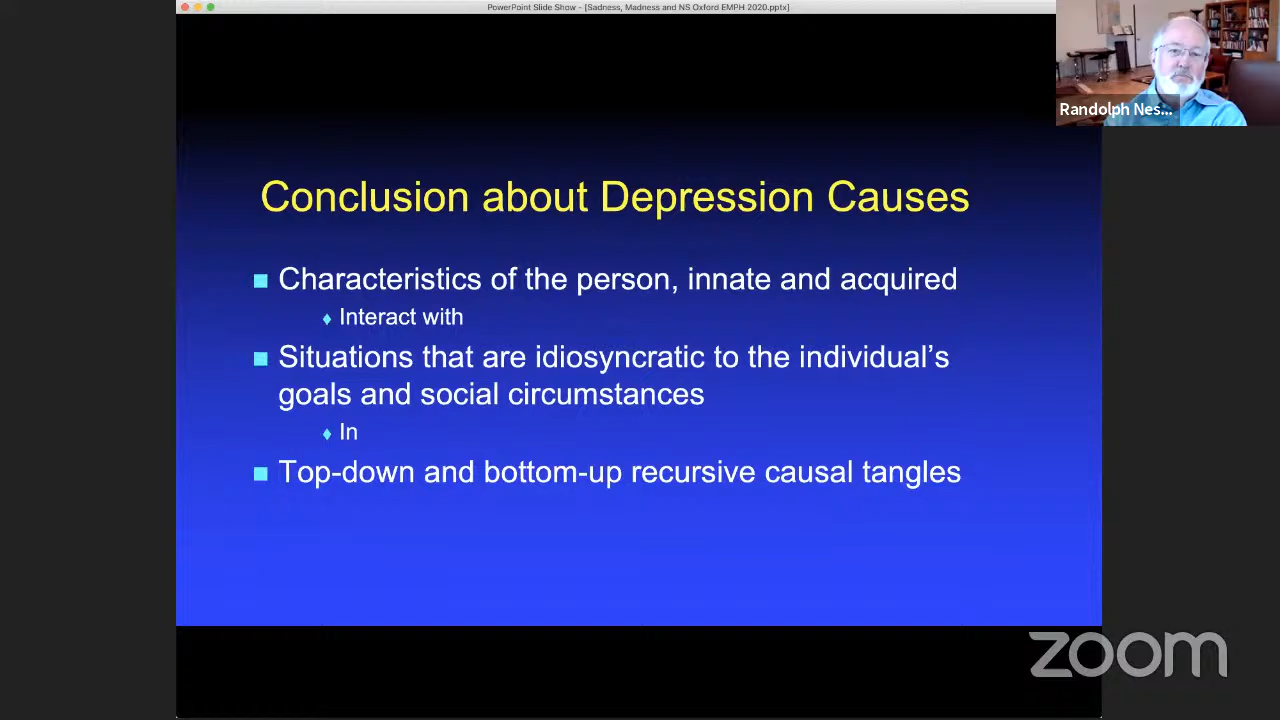 PowerPoint Slide Show - [Sadness, Madness and NS Oxford EMPH 2020.pptx]
Randolph Nes...
Conclusion about Depression Causes
Characteristics of the person, innate and acquired
Interact with
Situations that are idiosyncratic to the individual’s
goals and social circumstances
In
Top-down and bottom-up recursive causal tangles
zoom